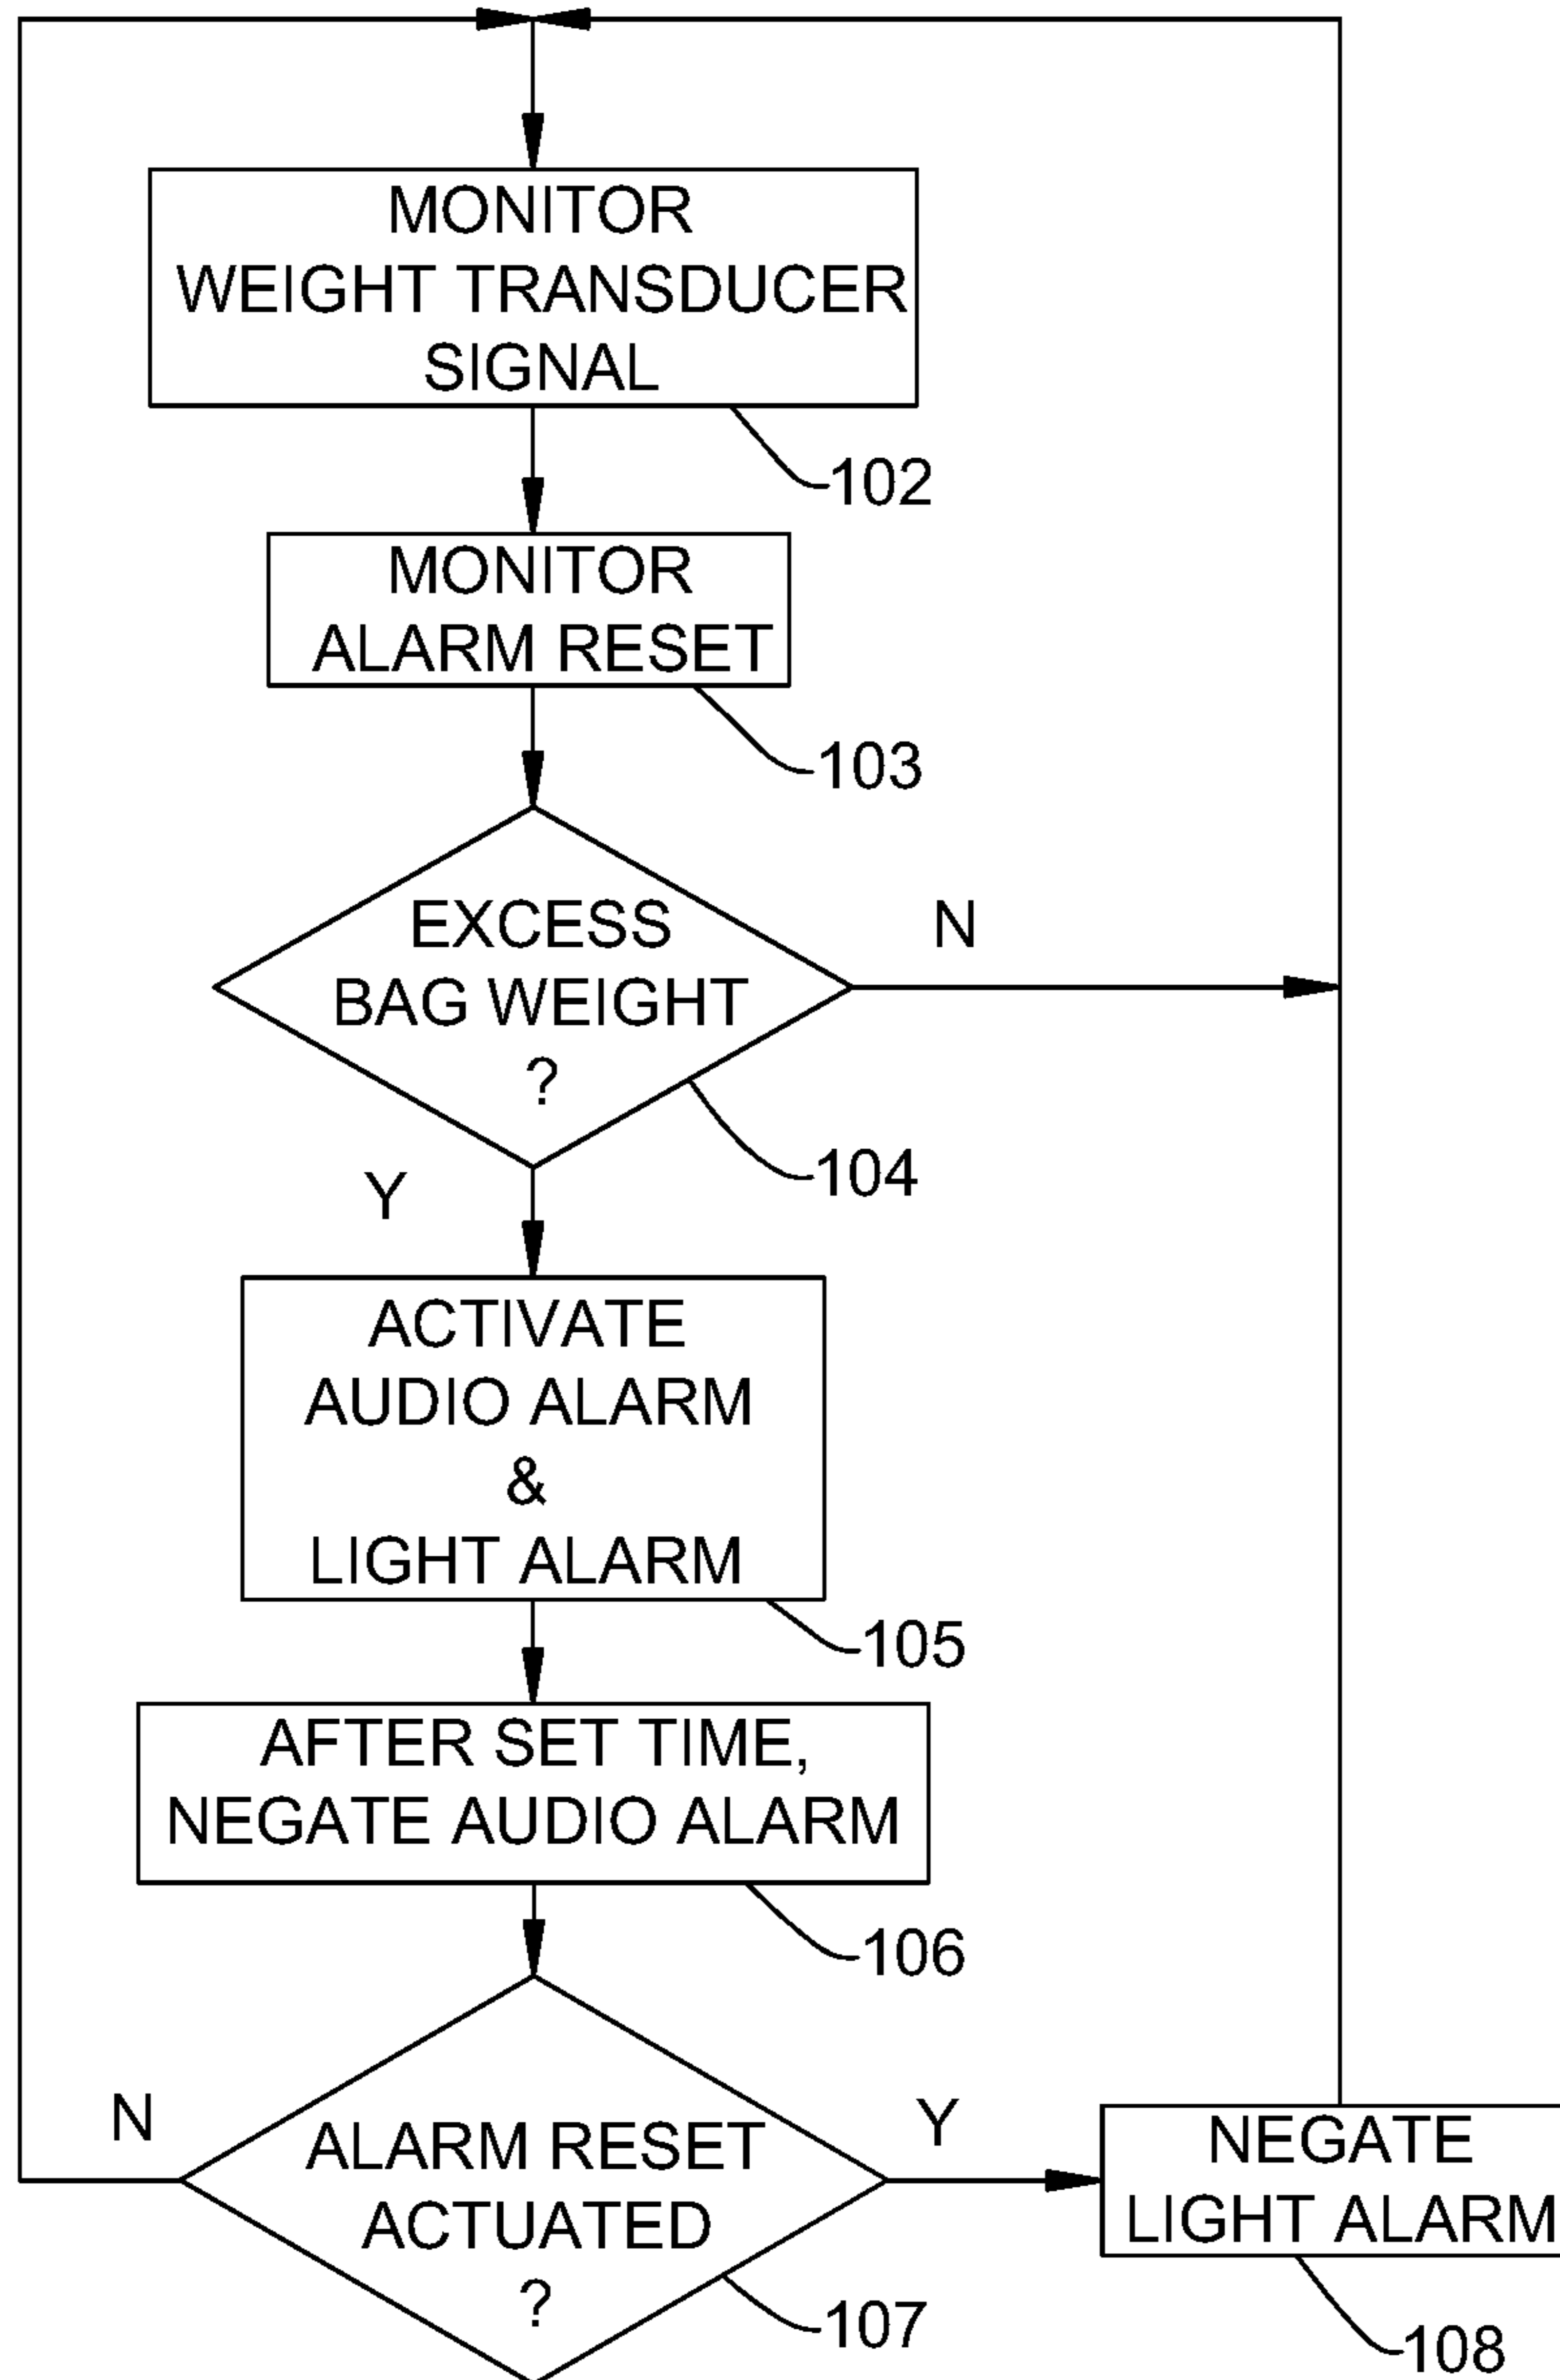 MONITOR
WEIGHT TRANSDUCER
SIGNAL
102
MONITOR
ALARM RESET
103
EXCESS
BAG WEIGHT
?
N
104
Y
ACTIVATE
AUDIO ALARM
&
LIGHT ALARM
105
AFTER SET TIME,
NEGATE AUDIO ALARM
106
N
ALARM RESET
ACTUATED
?
Y
107
NEGATE
LIGHT ALARM
108